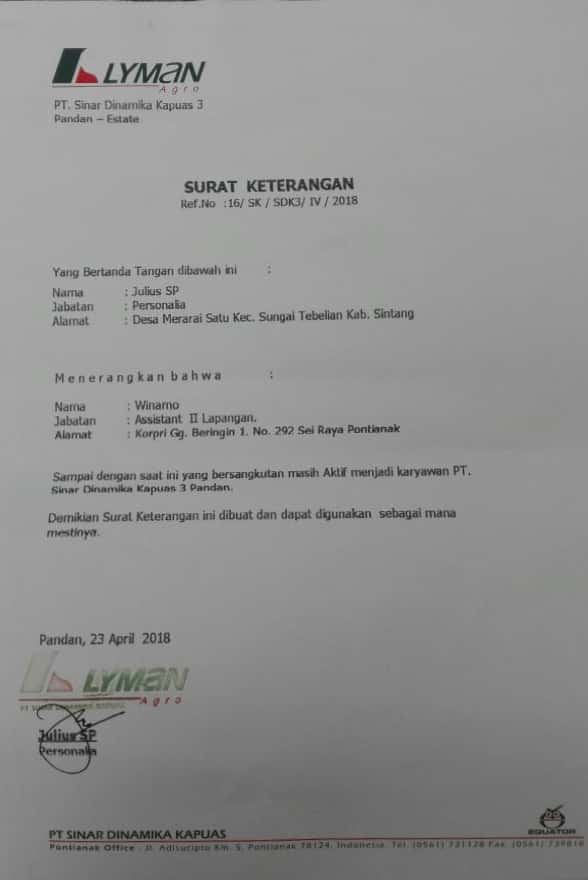 LYMAN
Agro
PT. Sinar Dinamika Kapuas 3
Pandan – Estate
SURAT KETERANGAN
Ref.No :16/ SK / SDK3/ IV / 2018
Yang Bertanda Tangan dibawah ini :
Nama : Julius SP
Jabatan : Personalia
Alamat : Desa Merarai Satu Kec. Sungai Tebelian Kab. Sintang
Menerangkan bahwa :
Nama : Winarno
Jabatan : Assistant II Lapangan.
Alamat : Korpri Gg. Beringin 1. No. 292 Sei Raya Pontianak
Sampai dengan saat ini yang bersangkutan masih Aktif menjadi karyawan PT.
Sinar Dinamika Kapuas 3 Pandan.
Demikian Surat Keterangan ini dibuat dan dapat digunakan sebagai mana
mestinya.
Pandan, 23 April 2018
LYMAN
Agro
PT SINAR DINAMIKA KAPUAS
Julius SP
Personalia
EQUATOR
PT SINAR DINAMIKA KAPUAS
Pontianak Office : Jl. Adisucipto Km. 5. Pontianak 78124. Indonesia. Tel. (0561) 731128 Fax. (0561) 739816